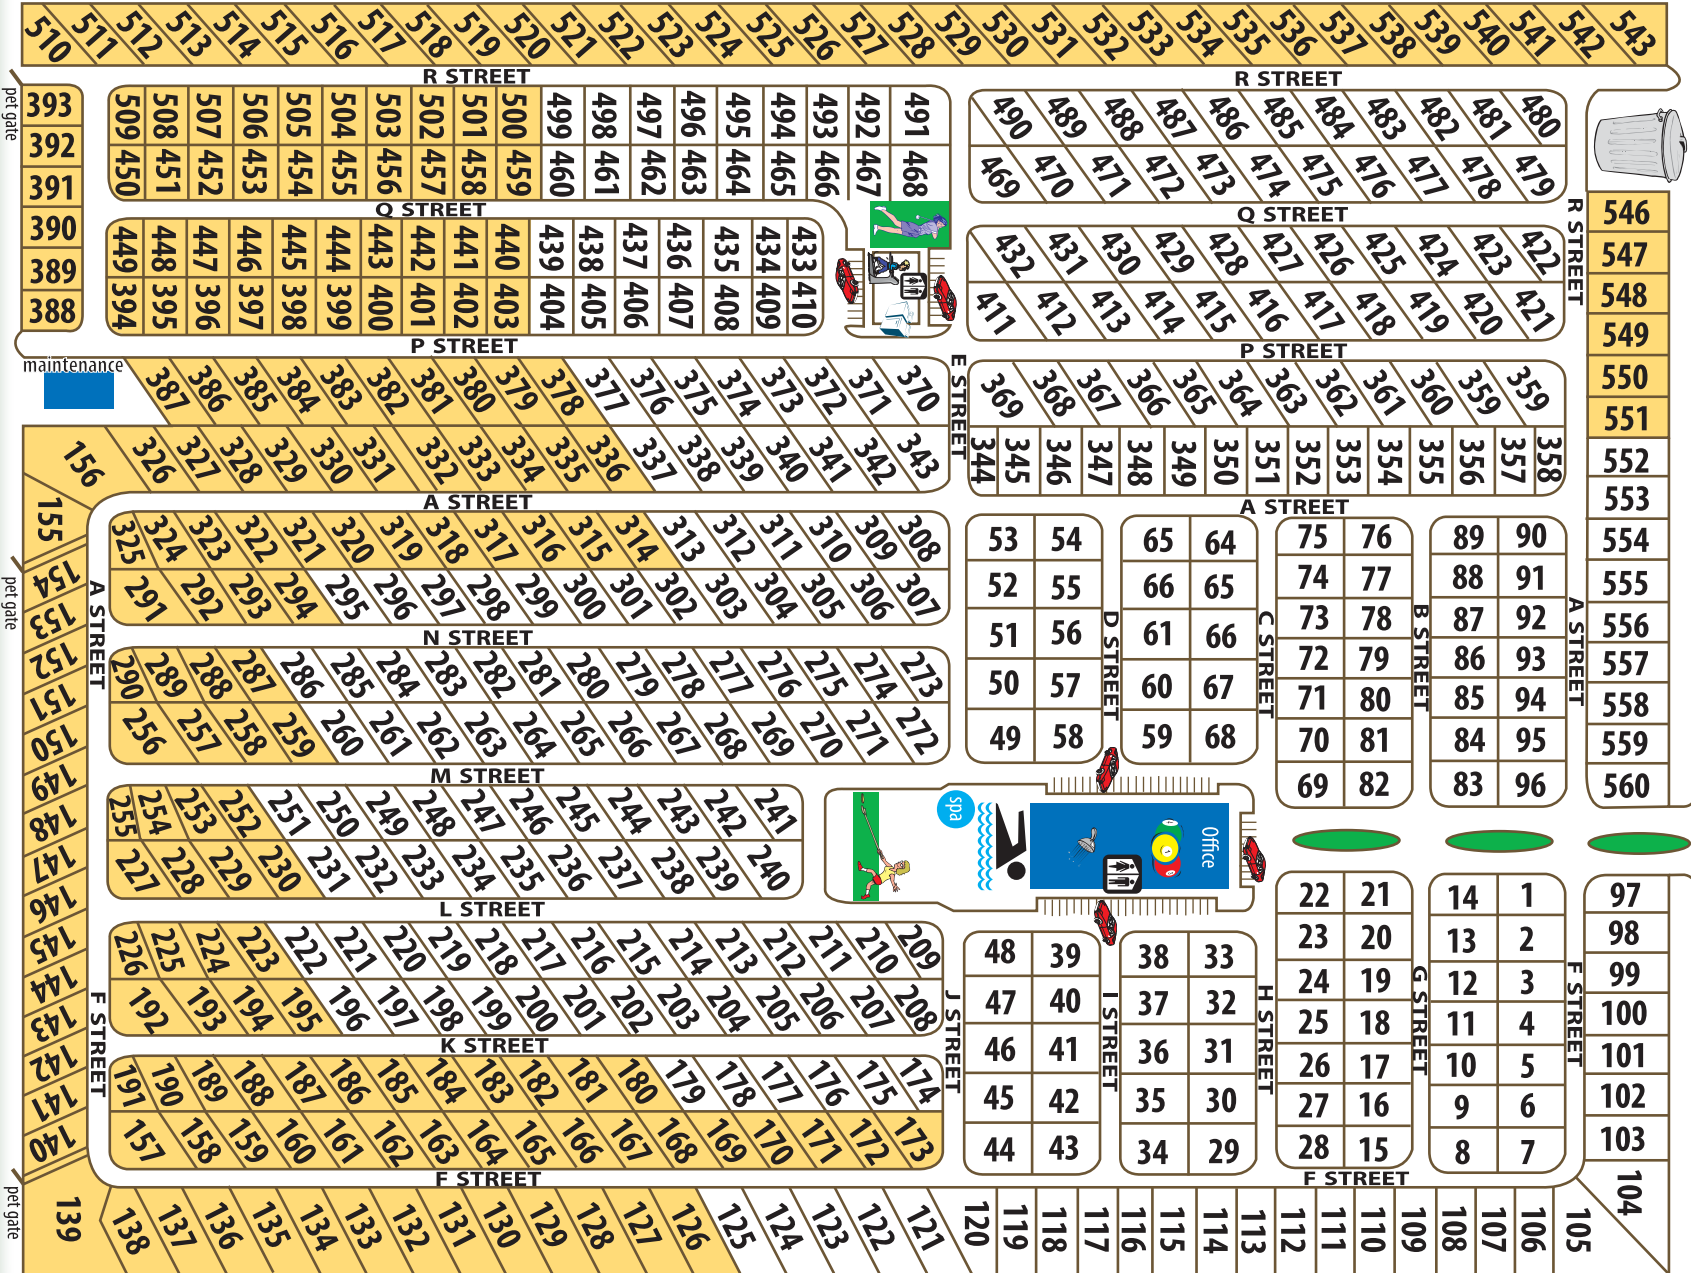 510 511 512 513 514 515 516 517 518 519 520 521 522 523 524 525 526 527 528 529 530 531 532 533 534 535 536 537 538 539 540 541 542 543
R STREET R STREET
pet gate
393
392
391
390
389
388
509 508 507 506 505 504 503 502 501 500 499 498 497 496 495 494 493 492 491
450 451 452 453 454 455 456 457 458 459 460 461 462 463 464 465 466 467 468
490 489 488 487 486 485 484 483 482 481 480
469 470 471 472 473 474 475 476 477 478 479
Q STREET Q STREET
R STREET
449 448 447 446 445 444 443 442 441 440 439 438 437 436 435 434 433
394 395 396 397 398 399 400 401 402 403 404 405 406 407 408 409 410
432 431 430 429 428 427 426 425 424 423 422
411 412 413 414 415 416 417 418 419 420 421
546
547
548
549
550
551
552
553
554
555
556
557
558
559
560
P STREET P STREET
maintenance
E STREET
387 386 385 384 383 382 381 380 379 378 377 376 375 374 373 372 371 370
156 326 327 328 329 330 331 332 333 334 335 336 337 338 339 340 341 342 343
369 368 367 366 365 364 363 362 361 360 359 359
344 345 346 347 348 349 350 351 352 353 354 355 356 357 358
A STREET A STREET
155
154
153
152
151
150
149
148
147
146
145
144
143
142
141
140
139
pet gate
pet gate
A STREET
F STREET
325 324 323 322 321 320 319 318 317 316 315 314 313 312 311 310 309 308
291 292 293 294 295 296 297 298 299 300 301 302 303 304 305 306 307
N STREET
290 289 288 287 286 285 284 283 282 281 280 279 278 277 276 275 274 273
256 257 258 259 260 261 262 263 264 265 266 267 268 269 270 271 272
M STREET
255 254 253 252 251 250 249 248 247 246 245 244 243 242 241
227 228 229 230 231 232 233 234 235 236 237 238 239 240
L STREET
226 225 224 223 222 221 220 219 218 217 216 215 214 213 212 211 210 209
192 193 194 195 196 197 198 199 200 201 202 203 204 205 206 207 208
K STREET
191 190 189 188 187 186 185 184 183 182 181 180 179 178 177 176 175 174
157 158 159 160 161 162 163 164 165 166 167 168 169 170 171 172 173
F STREET F STREET
53 54
52 55
51 56
50 57
49 58
D STREET
65 64
66 65
61 66
60 67
59 68
C STREET
75 76
74 77
73 78
72 79
71 80
70 81
69 82
B STREET
89 90
88 91
87 92
86 93
85 94
84 95
83 96
A STREET
spa
Office
J STREET
48 39
47 40
46 41
45 42
44 43
I STREET
38 33
37 32
36 31
35 30
34 29
H STREET
22 21
23 20
24 19
25 18
26 17
27 16
28 15
G STREET
14 1
13 2
12 3
11 4
10 5
9 6
8 7
F STREET
97
98
99
100
101
102
103
104
138 137 136 135 134 133 132 131 130 129 128 127 126 125 124 123 122 121 120 119 118 117 116 115 114 113 112 111 110 109 108 107 106 105